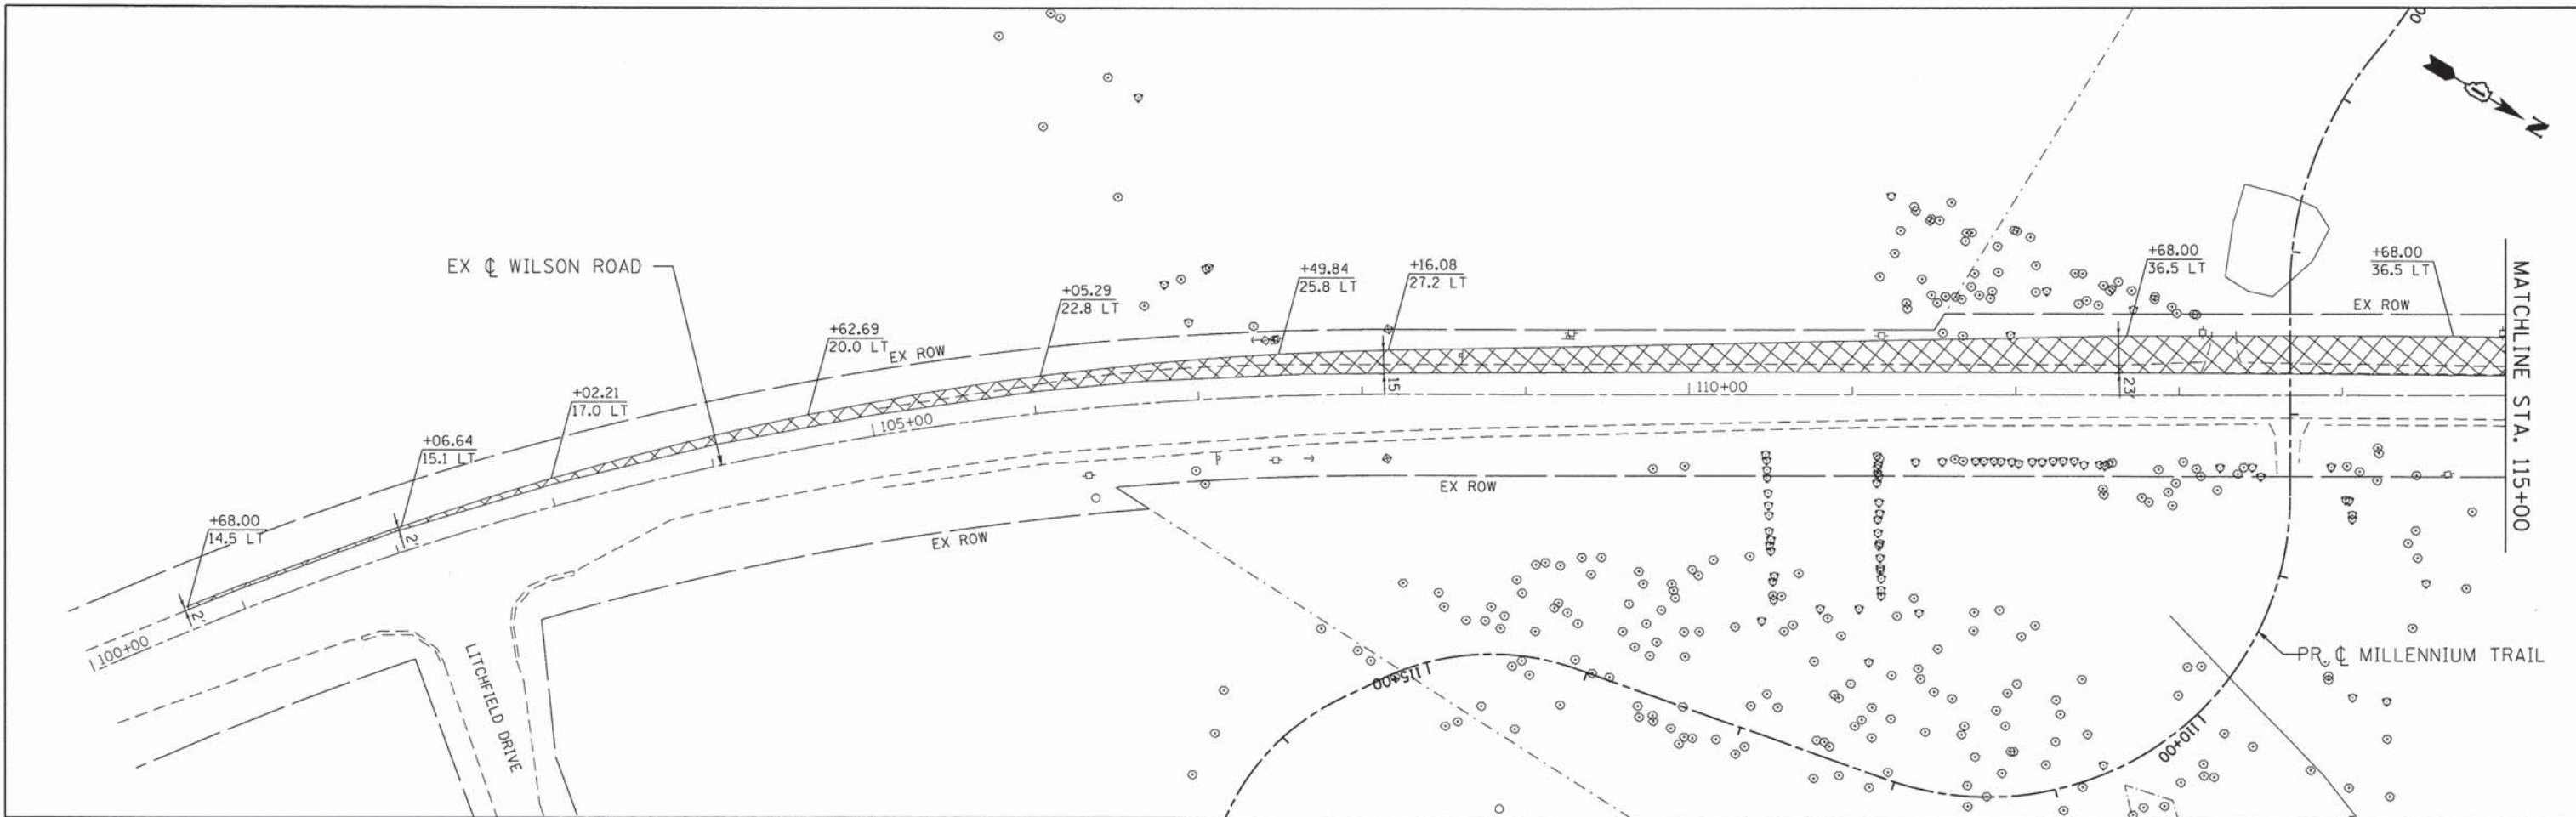 00
N
EX ℄ WILSON ROAD
+68.00
14.5 LT
+06.64
15.1 LT
+02.21
17.0 LT
+62.69
20.0 LT
+05.29
22.8 LT
+49.84
25.8 LT
+16.08
27.2 LT
+68.00
36.5 LT
+68.00
36.5 LT
EX ROW
EX ROW
MATCHLINE STA. 115+00
2'
2'
15'
23'
100+00
105+00
110+00
P
EX ROW
EX ROW
LITCHFIELD DRIVE
115+00
110+00
PR. ℄ MILLENNIUM TRAIL